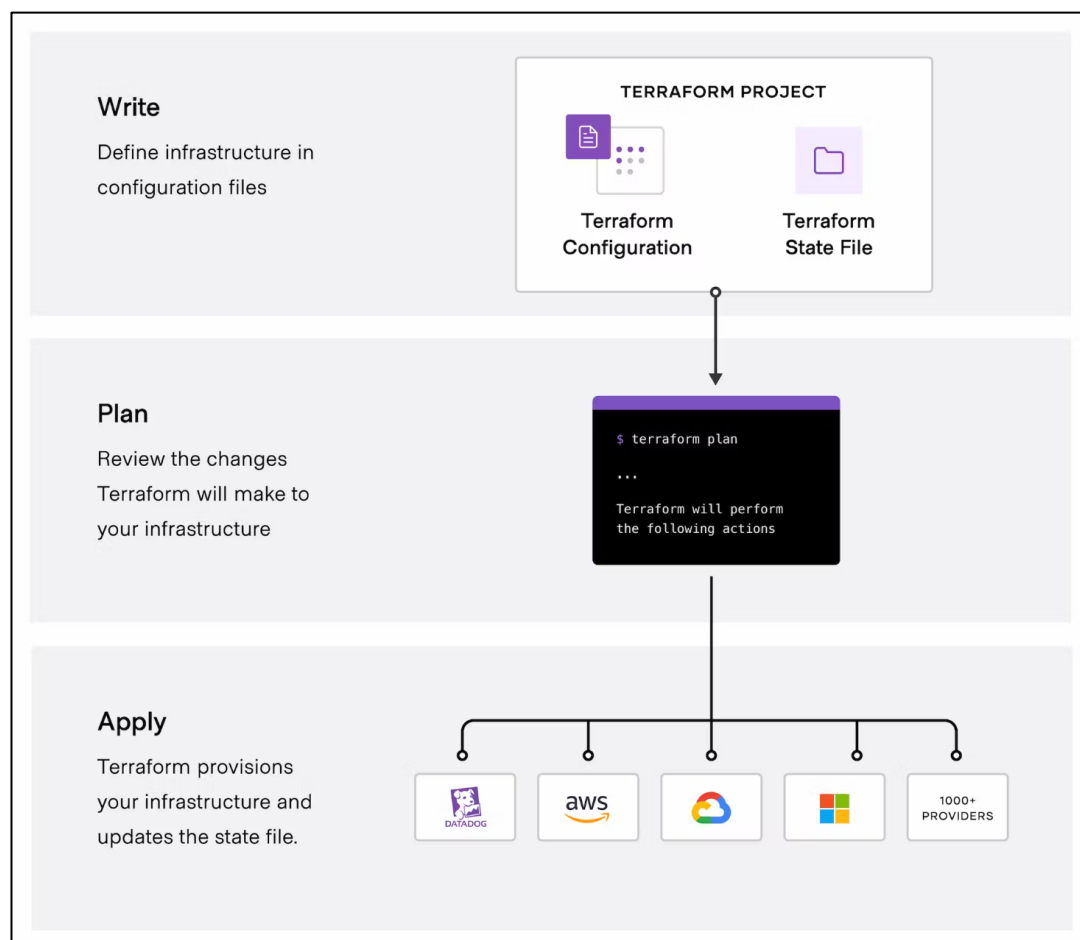 Write
Define infrastructure in
configuration files
TERRAFORM PROJECT
Terraform
Configuration
Terraform
State File
Plan
Review the changes
Terraform will make to
your infrastructure
$ terraform plan
...
Terraform will perform
the following actions
Apply
Terraform provisions
your infrastructure and
updates the state file.
DATADOG
aws
1000+
PROVIDERS